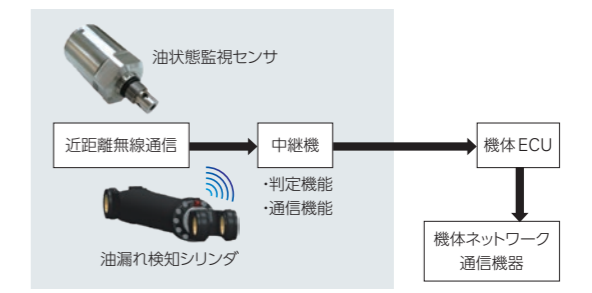 油状態監視センサ
近距離無線通信
中継機
機体ECU
・判定機能
・通信機能
油漏れ検知シリンダ
機体ネットワーク
通信機器